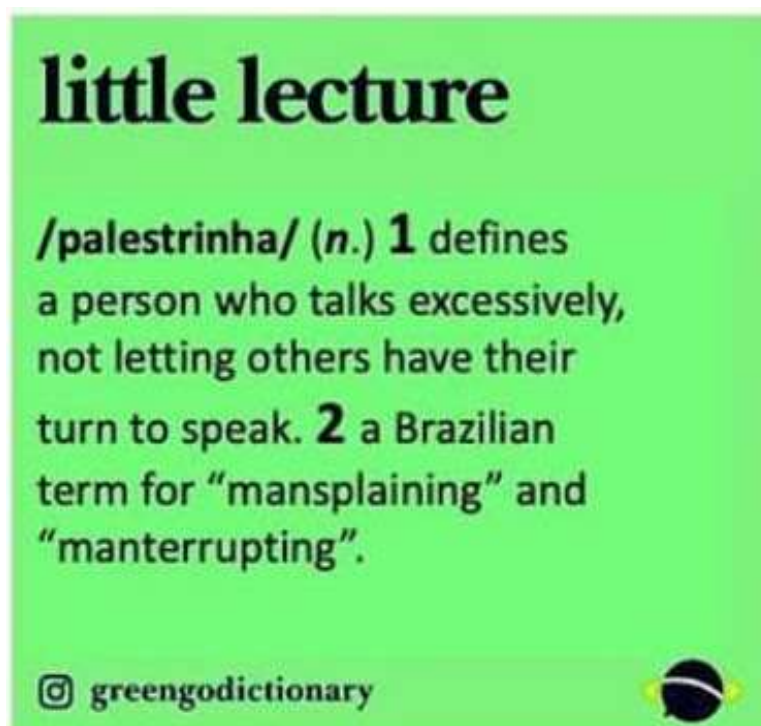 little lecture
/palestrinha/ (n.) 1 defines
a person who talks excessively,
not letting others have their
turn to speak. 2 a Brazilian
term for “mansplaining” and
“manterrupting”.
greengodictionary